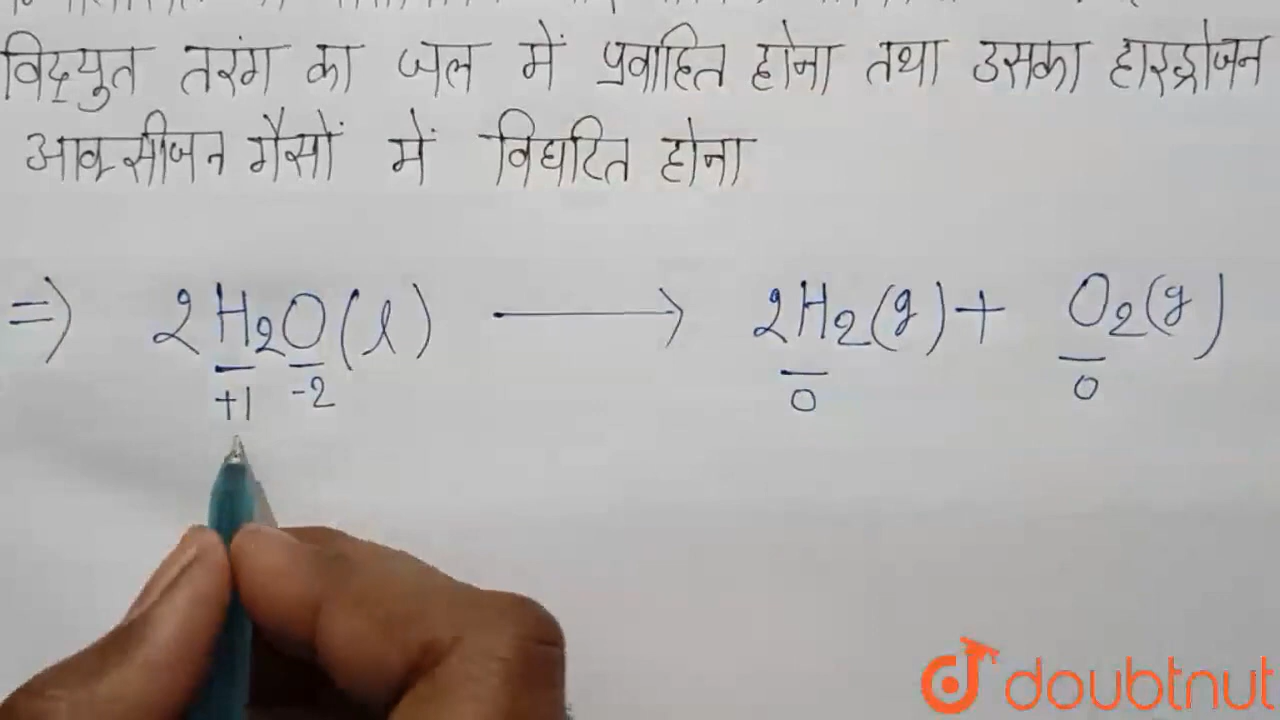 विद्युत तरंग का जल में प्रवाहित होना तथा उसका हाइड्रोजन
आक्सीजन गैसों में विघटित होना
=) 2H₂O(l) ⟶ 2H₂(g) + O₂(g)
+1 -2 0 0
doubtnut